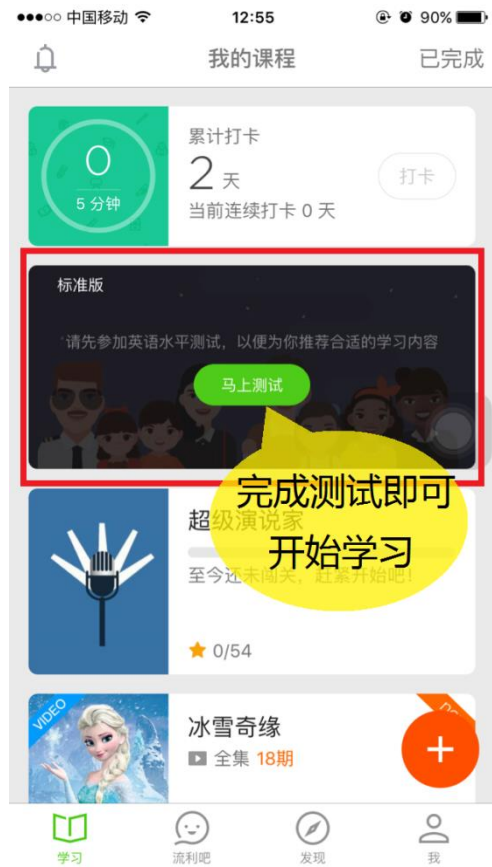 中国移动 12:55 90%
我的课程 已完成
0
5 分钟
累计打卡
2 天
当前连续打卡 0 天
打卡
标准版
请先参加英语水平测试，以便为你推荐合适的学习内容
马上测试
完成测试即可
开始学习
超级演说家
至今还未闯关，赶紧开始吧!
0/54
VIDEO
冰雪奇缘
全集 18期
+
学习 流利吧 发现 我